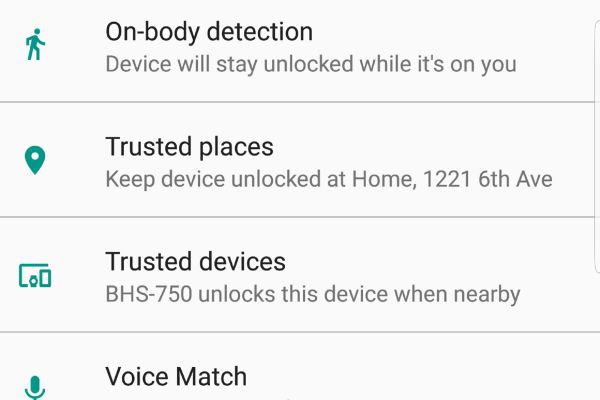 On-body detection
Device will stay unlocked while it's on you
Trusted places
Keep device unlocked at Home, 1221 6th Ave
Trusted devices
BHS-750 unlocks this device when nearby
Voice Match